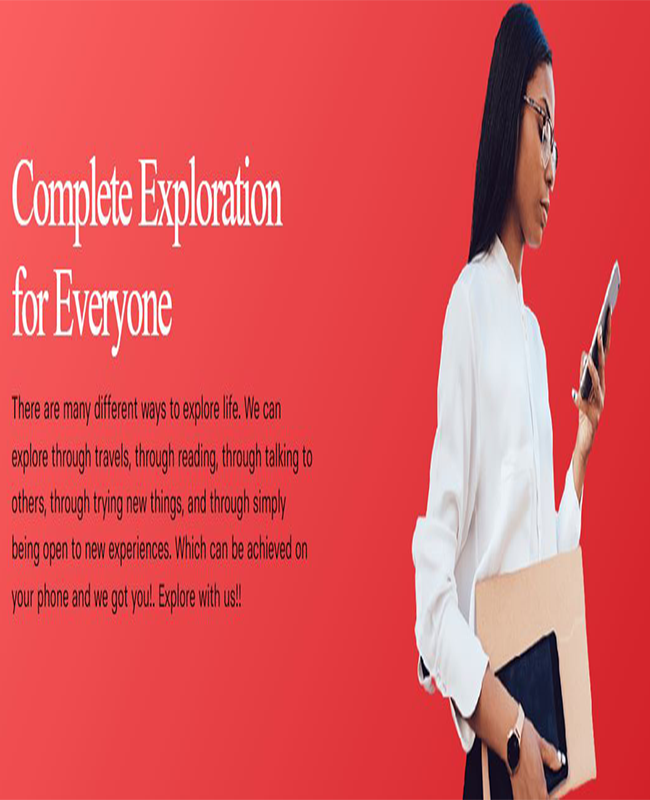 Complete Exploration
for Everyone
There are many different ways to explore life. We can
explore through travels, through reading, through talking to
others, through trying new things, and through simply
being open to new experiences. Which can be achieved on
your phone and we got you!. Explore with us!!